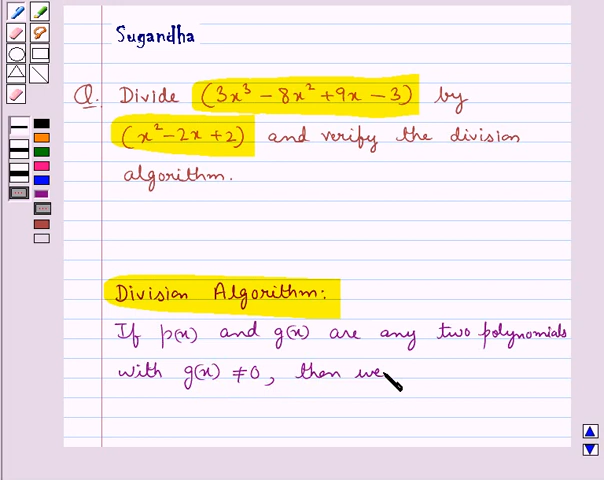 Sugandha
Q. Divide (3x³ - 8x² + 9x - 3) by
(x² - 2x + 2) and verify the division
algorithm.
Division Algorithm:
If p(x) and g(x) are any two polynomials
with g(x) ≠ 0, then we